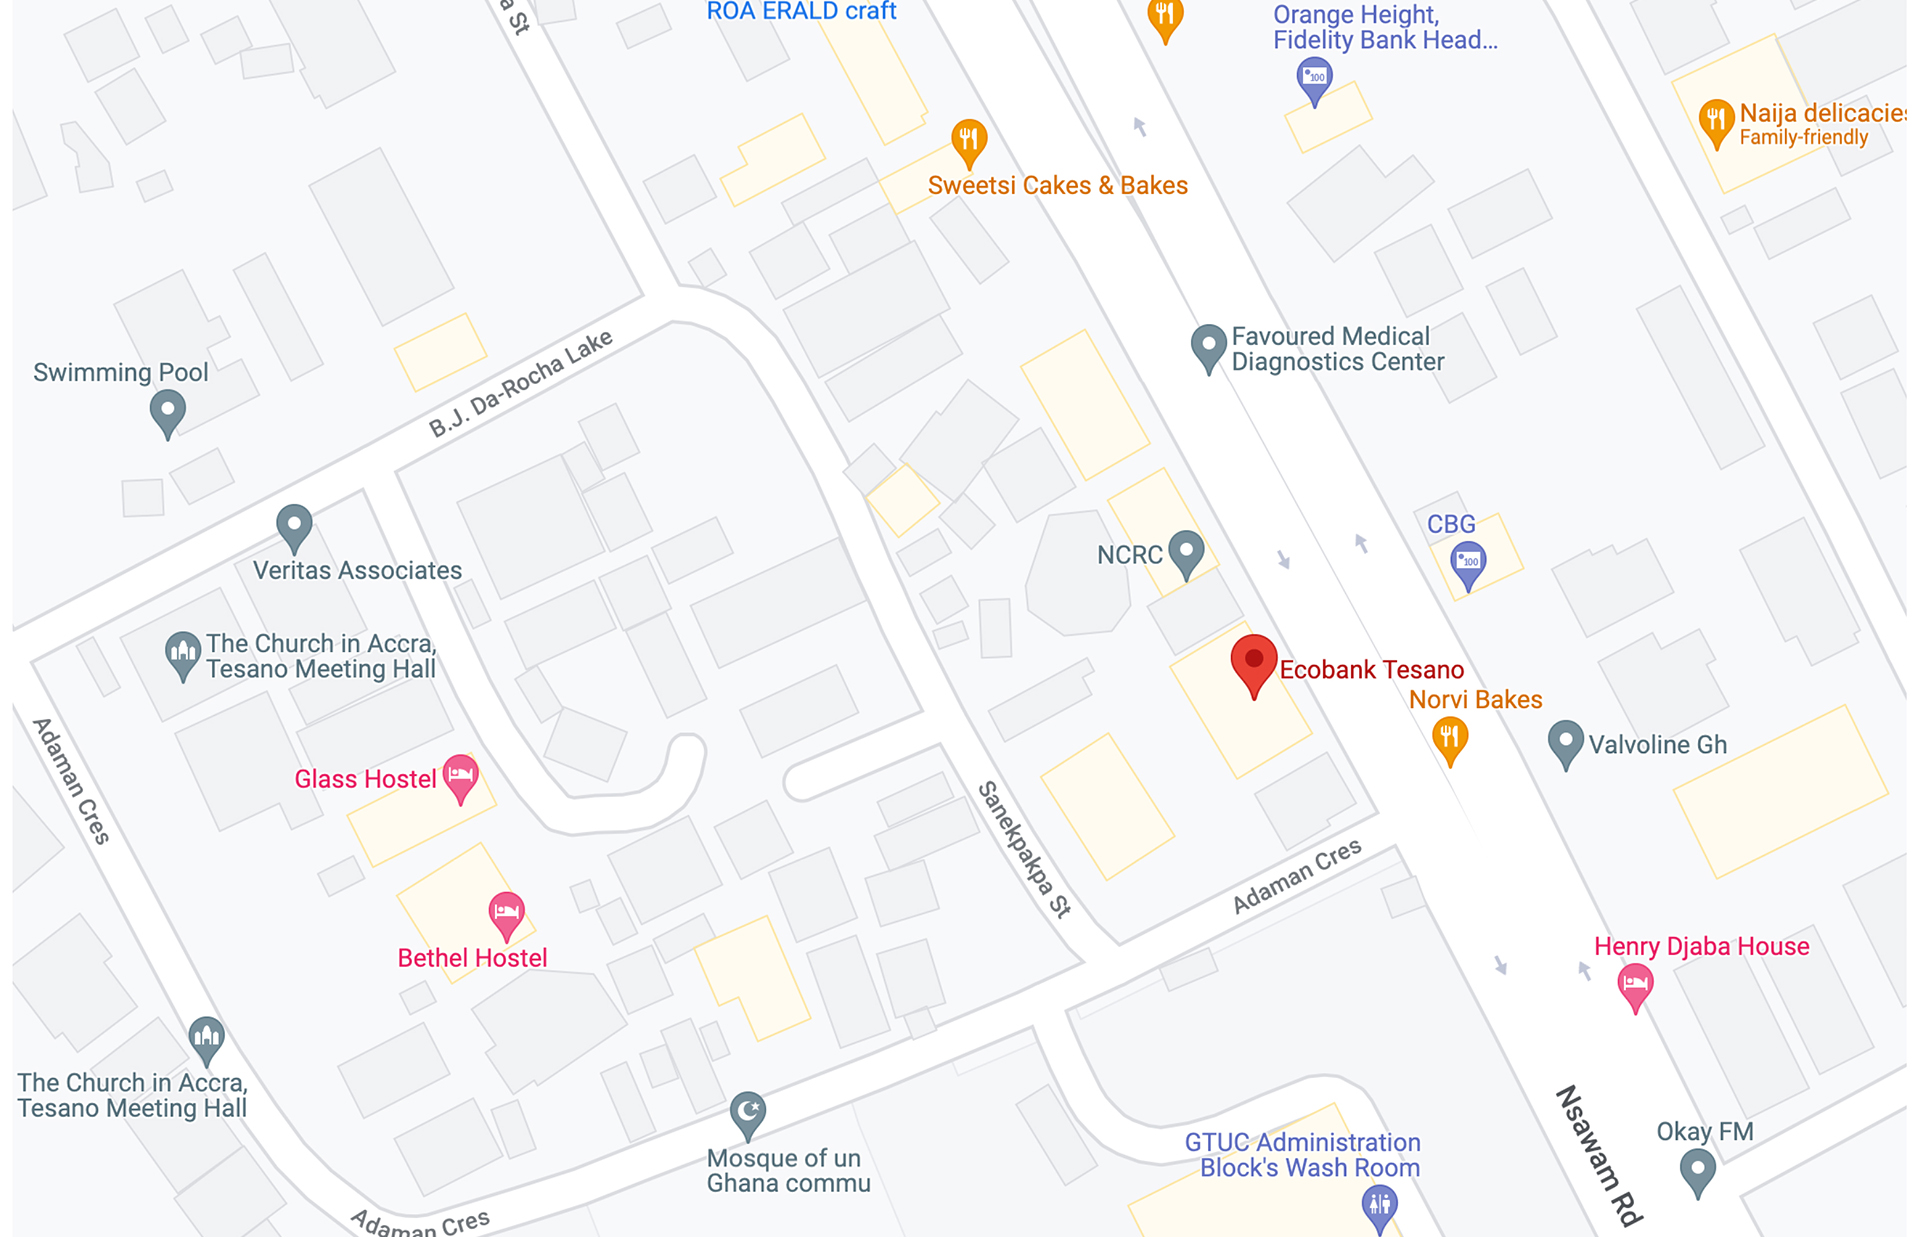 a St
ROA ERALD craft
Orange Height,
Fidelity Bank Head...
Naija delicacies
Family-friendly
Sweetsi Cakes & Bakes
Favoured Medical
Diagnostics Center
Swimming Pool
B.J. Da-Rocha Lake
CBG
NCRC
Veritas Associates
The Church in Accra,
Tesano Meeting Hall
Ecobank Tesano
Norvi Bakes
Valvoline Gh
Adaman Cres
Glass Hostel
Sanekpakpa St
Adaman Cres
Bethel Hostel
Henry Djaba House
The Church in Accra,
Tesano Meeting Hall
Mosque of un
Ghana commu
GTUC Administration
Block's Wash Room
Nsawam Rd
Okay FM
Adaman Cres